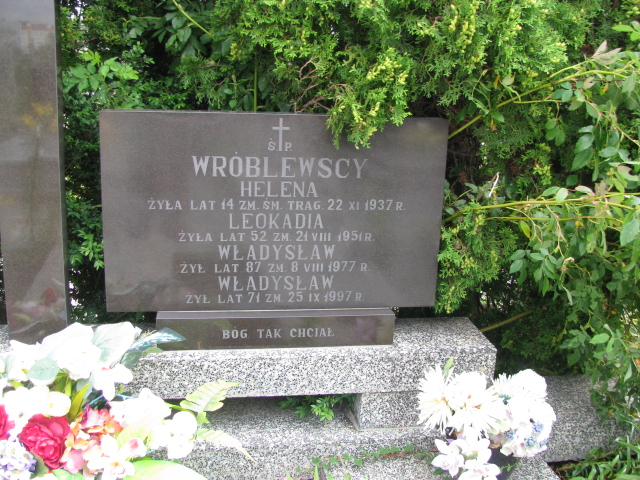 Ś P.
WRÓBLEWSCY
HELENA
ŻYŁA LAT 14 ZM. ŚM. TRAG. 22 XI 1937 R.
LEOKADIA
ŻYŁA LAT 52 ZM. 21 VIII 1951 R.
WŁADYSŁAW
ŻYŁ LAT 87 ZM. 8 VIII 1977 R.
WŁADYSŁAW
ŻYŁ LAT 71 ZM. 25 IX 1997 R.
BÓG TAK CHCIAŁ